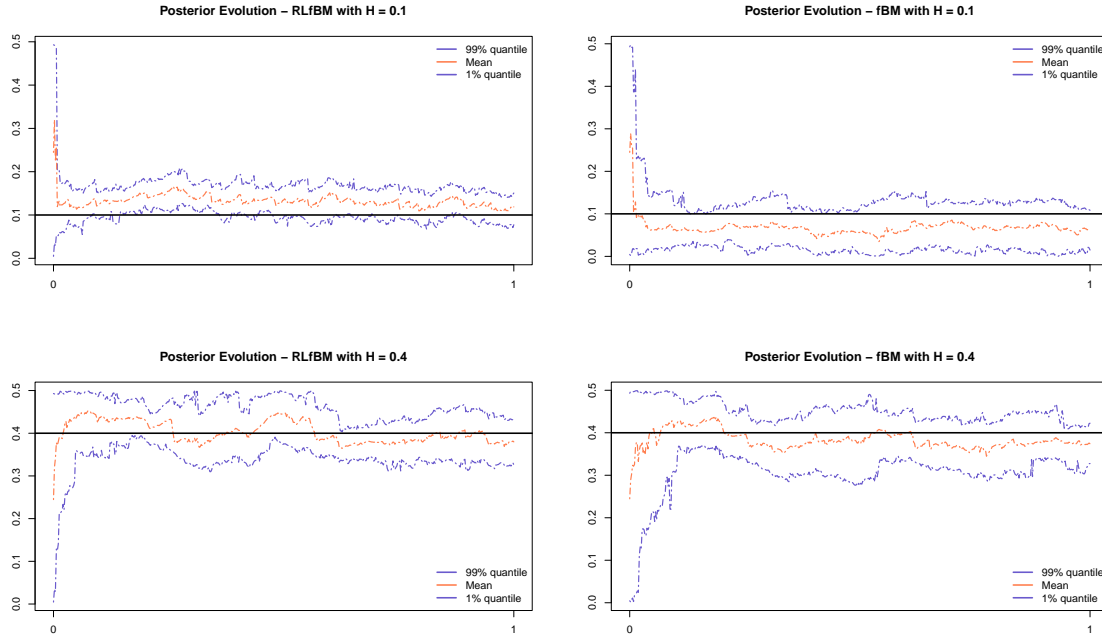 Posterior Evolution − RLfBM with H = 0.1
99% quantile
Mean
1% quantile
0.5
0.4
0.3
0.2
0.1
0.0
0
1
Posterior Evolution − fBM with H = 0.1
99% quantile
Mean
1% quantile
0.5
0.4
0.3
0.2
0.1
0.0
0
1
Posterior Evolution − RLfBM with H = 0.4
0.5
0.4
0.3
0.2
0.1
0.0
99% quantile
Mean
1% quantile
0
1
Posterior Evolution − fBM with H = 0.4
0.5
0.4
0.3
0.2
0.1
0.0
99% quantile
Mean
1% quantile
0
1